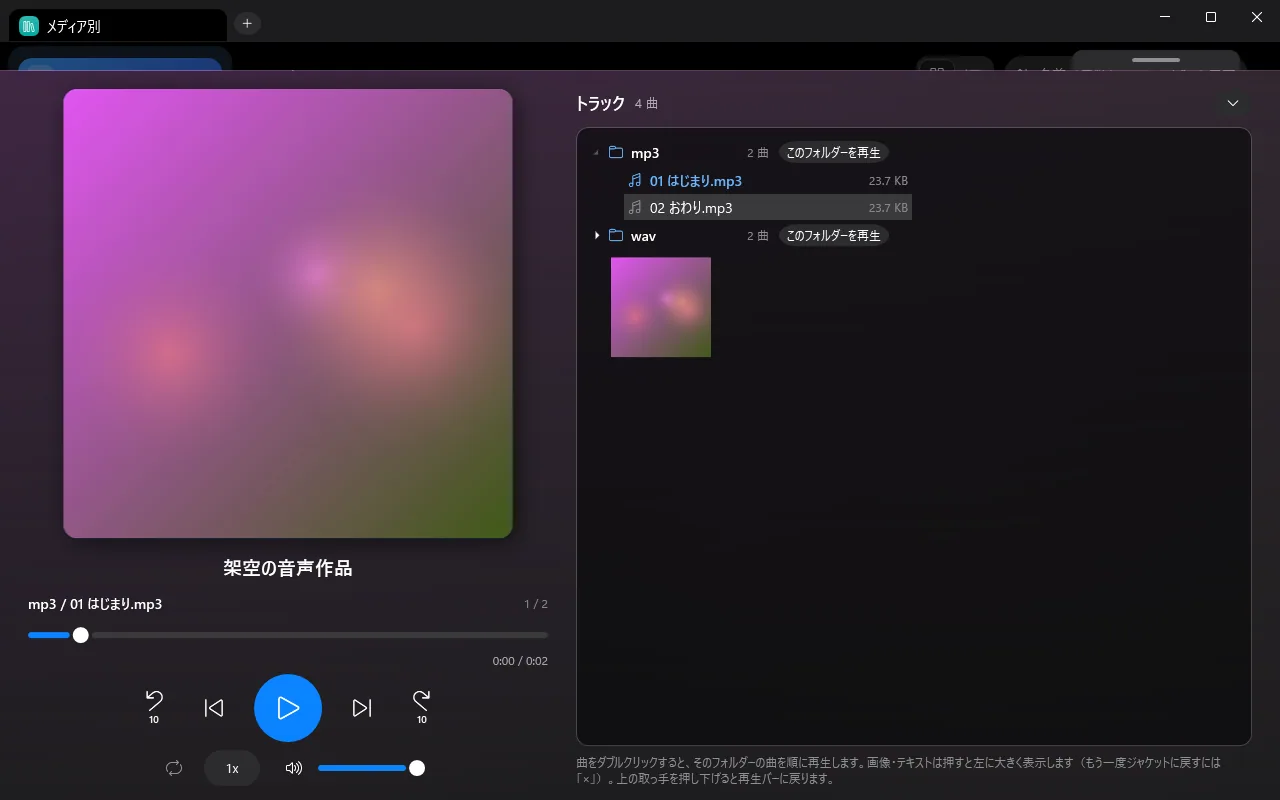 メディア別
トラック 4 曲
mp3 2 曲 このフォルダーを再生
01 はじまり.mp3 23.7 KB
02 おわり.mp3 23.7 KB
wav 2 曲 このフォルダーを再生
架空の音声作品
mp3 / 01 はじまり.mp3 1 / 2
0:00 / 0:02
10 10
1x
曲をダブルクリックすると、そのフォルダーの曲を順に再生します。画像・テキストは押すと左に大きく表示します（もう一度ジャケットに戻すには
「×」）。上の取っ手を押し下げると再生バーに戻ります。